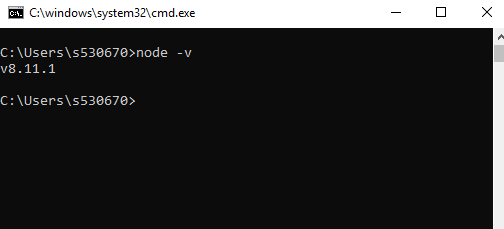 C:\windows\system32\cmd.exe
C:\Users\s530670>node -v
v8.11.1
C:\Users\s530670>